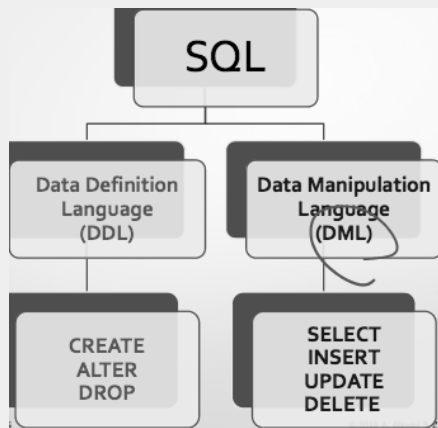 SQL
Data Definition
Language
(DDL)
Data Manipulation
Language
(DML)
CREATE
ALTER
DROP
SELECT
INSERT
UPDATE
DELETE